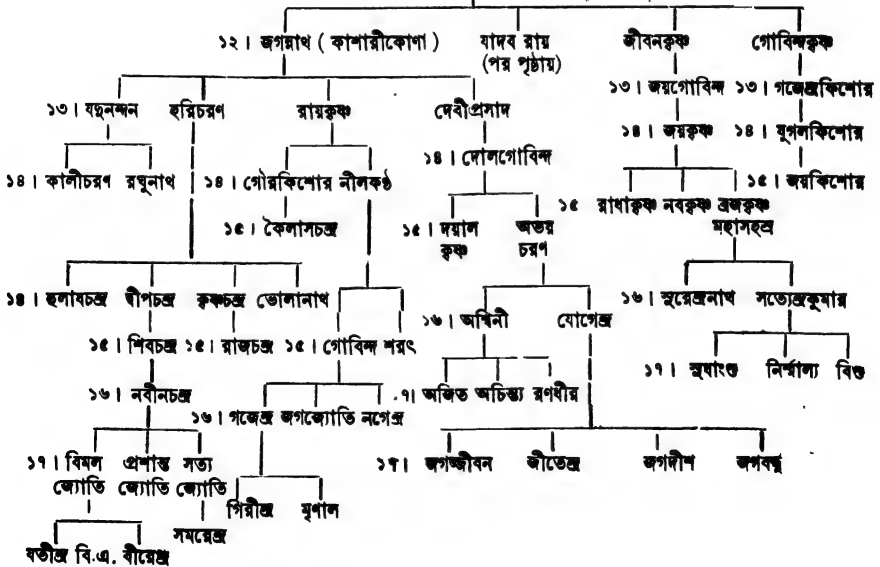 ১২। জগন্নাথ ( কাশারীকোণা ) যাদব রায় জীবনকৃষ্ণ গোবিন্দকৃষ্ণ
(পর পৃষ্ঠায়)
১৩। জয়গোবিন্দ ১৩। গজেন্দ্রকিশোর
১৩। যদুনন্দন হরিচরণ রায়কৃষ্ণ দেবীপ্রসাদ
১৪। জয়কৃষ্ণ ১৪। যুগলকিশোর
১৪। দোলগোবিন্দ
১৪। কালীচরণ রঘুনাথ ১৪। গৌরকিশোর নীলকণ্ঠ ১৫। জয়কিশোর
১৫ রাধাকৃষ্ণ নবকৃষ্ণ ব্রজকৃষ্ণ
মহাসহস্র
১৫। কৈলাসচন্দ্র ১৫। দয়াল অভয়
কৃষ্ণ চরণ
১৪। হুলাষচন্দ্র দ্বীপচন্দ্র কৃষ্ণচন্দ্র ভোলানাথ ১৬। সুরেন্দ্রনাথ সত্যেন্দ্রকুমার
১৬। অশ্বিনী যোগেন্দ্র
১৫। শিবচন্দ্র ১৫। রাজচন্দ্র ১৫। গোবিন্দ শরৎ
১৭। সুধাংশু নির্ম্মাল্য বিশু
১৬। নবীনচন্দ্র ৭। অজিত অচিন্ত্য রণধীর
১৬। গজেন্দ্র জগজ্যোতি নগেন্দ্র
১৭। বিমল প্রশান্ত সত্য ১৭। জগজ্জীবন জীতেন্দ্র জগদীশ জগবন্ধু
জ্যোতি জ্যোতি জ্যোতি
গিরীন্দ্র মৃণাল
সমরেন্দ্র
যতীন্দ্র বি.এ. বীরেন্দ্র